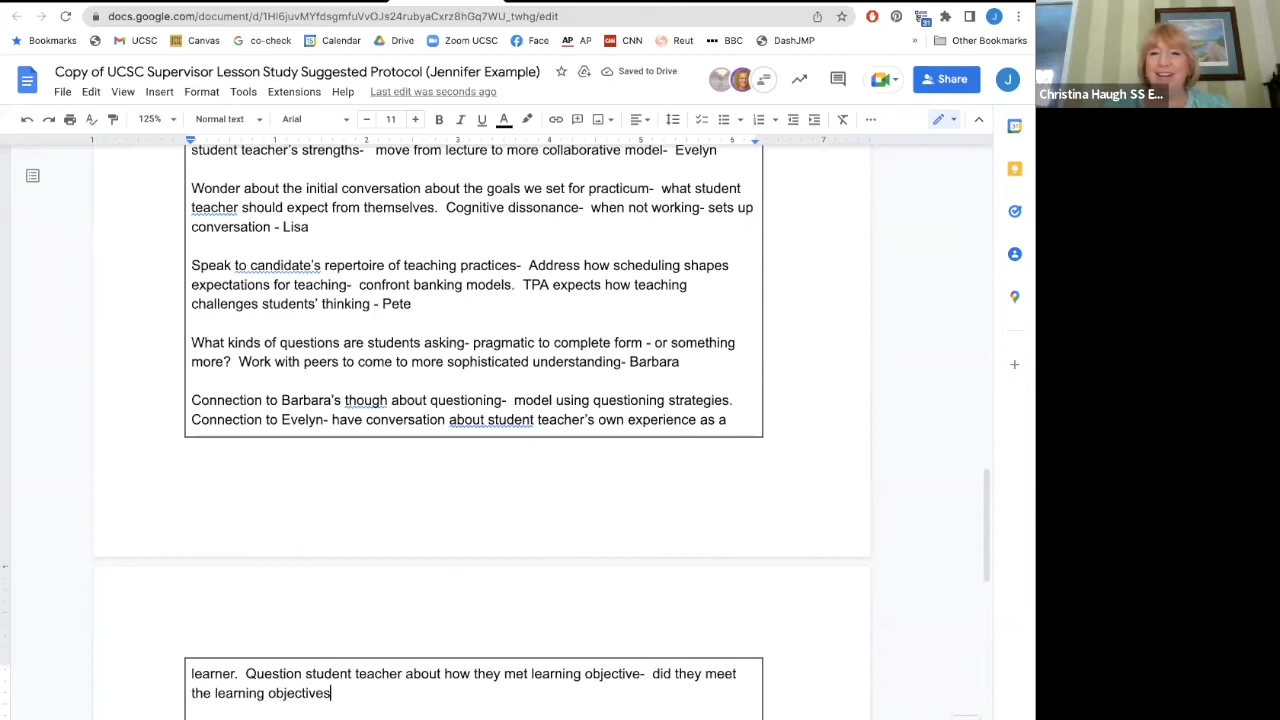 docs.google.com/document/d/1HI6juvMYfdsgmfuVvOJs24rubyaCxrz8hGq7WU_twhg/edit
Bookmarks UCSC Canvas co-check Calendar Drive Zoom UCSC Face AP CNN Reut BBC DashJMP » Other Bookmarks
Copy of UCSC Supervisor Lesson Study Suggested Protocol (Jennifer Example) Saved to Drive
File Edit View Insert Format Tools Extensions Help Last edit was seconds ago
Share
J
125% Normal text Arial 11
1 1 2 3 4 5 6 7
student teacher's strengths- move from lecture to more collaborative model- Evelyn
Wonder about the initial conversation about the goals we set for practicum- what student
teacher should expect from themselves. Cognitive dissonance- when not working- sets up
conversation - Lisa
Speak to candidate's repertoire of teaching practices- Address how scheduling shapes
expectations for teaching- confront banking models. TPA expects how teaching
challenges students' thinking - Pete
What kinds of questions are students asking- pragmatic to complete form - or something
more? Work with peers to come to more sophisticated understanding- Barbara
Connection to Barbara's though about questioning- model using questioning strategies.
Connection to Evelyn- have conversation about student teacher's own experience as a
learner. Question student teacher about how they met learning objective- did they meet
the learning objectives
Christina Haugh SS E...